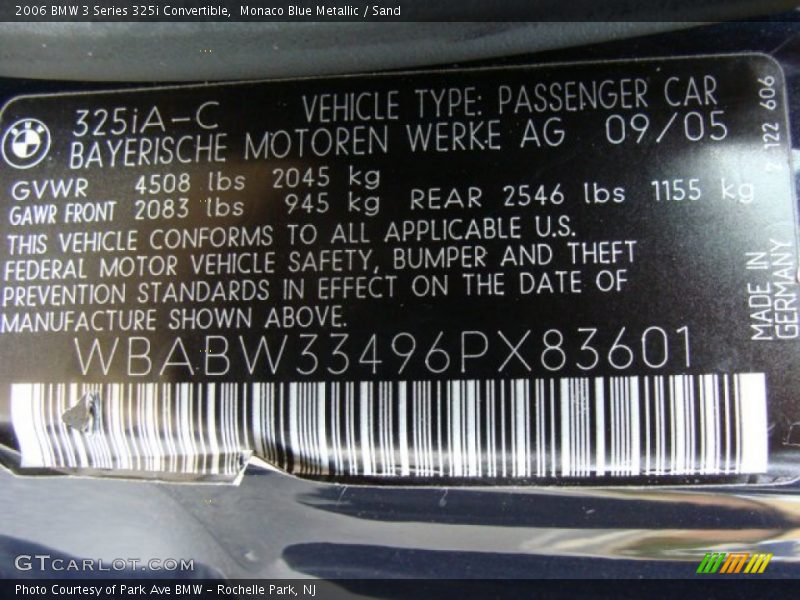 2006 BMW 3 Series 325i Convertible,  Monaco Blue Metallic / Sand
325iA-C VEHICLE TYPE: PASSENGER CAR
BAYERISCHE MOTOREN WERKE AG 09/05
GVWR 4508 lbs 2045 kg
GAWR FRONT 2083 lbs 945 kg REAR 2546 lbs 1155 kg
THIS VEHICLE CONFORMS TO ALL APPLICABLE U.S.
FEDERAL MOTOR VEHICLE SAFETY, BUMPER AND THEFT
PREVENTION STANDARDS IN EFFECT ON THE DATE OF
MANUFACTURE SHOWN ABOVE.
WBABW33496PX83601
122 606
MADE IN
GERMANY
GTCARLOT.COM
Photo Courtesy of Park Ave BMW - Rochelle Park, NJ